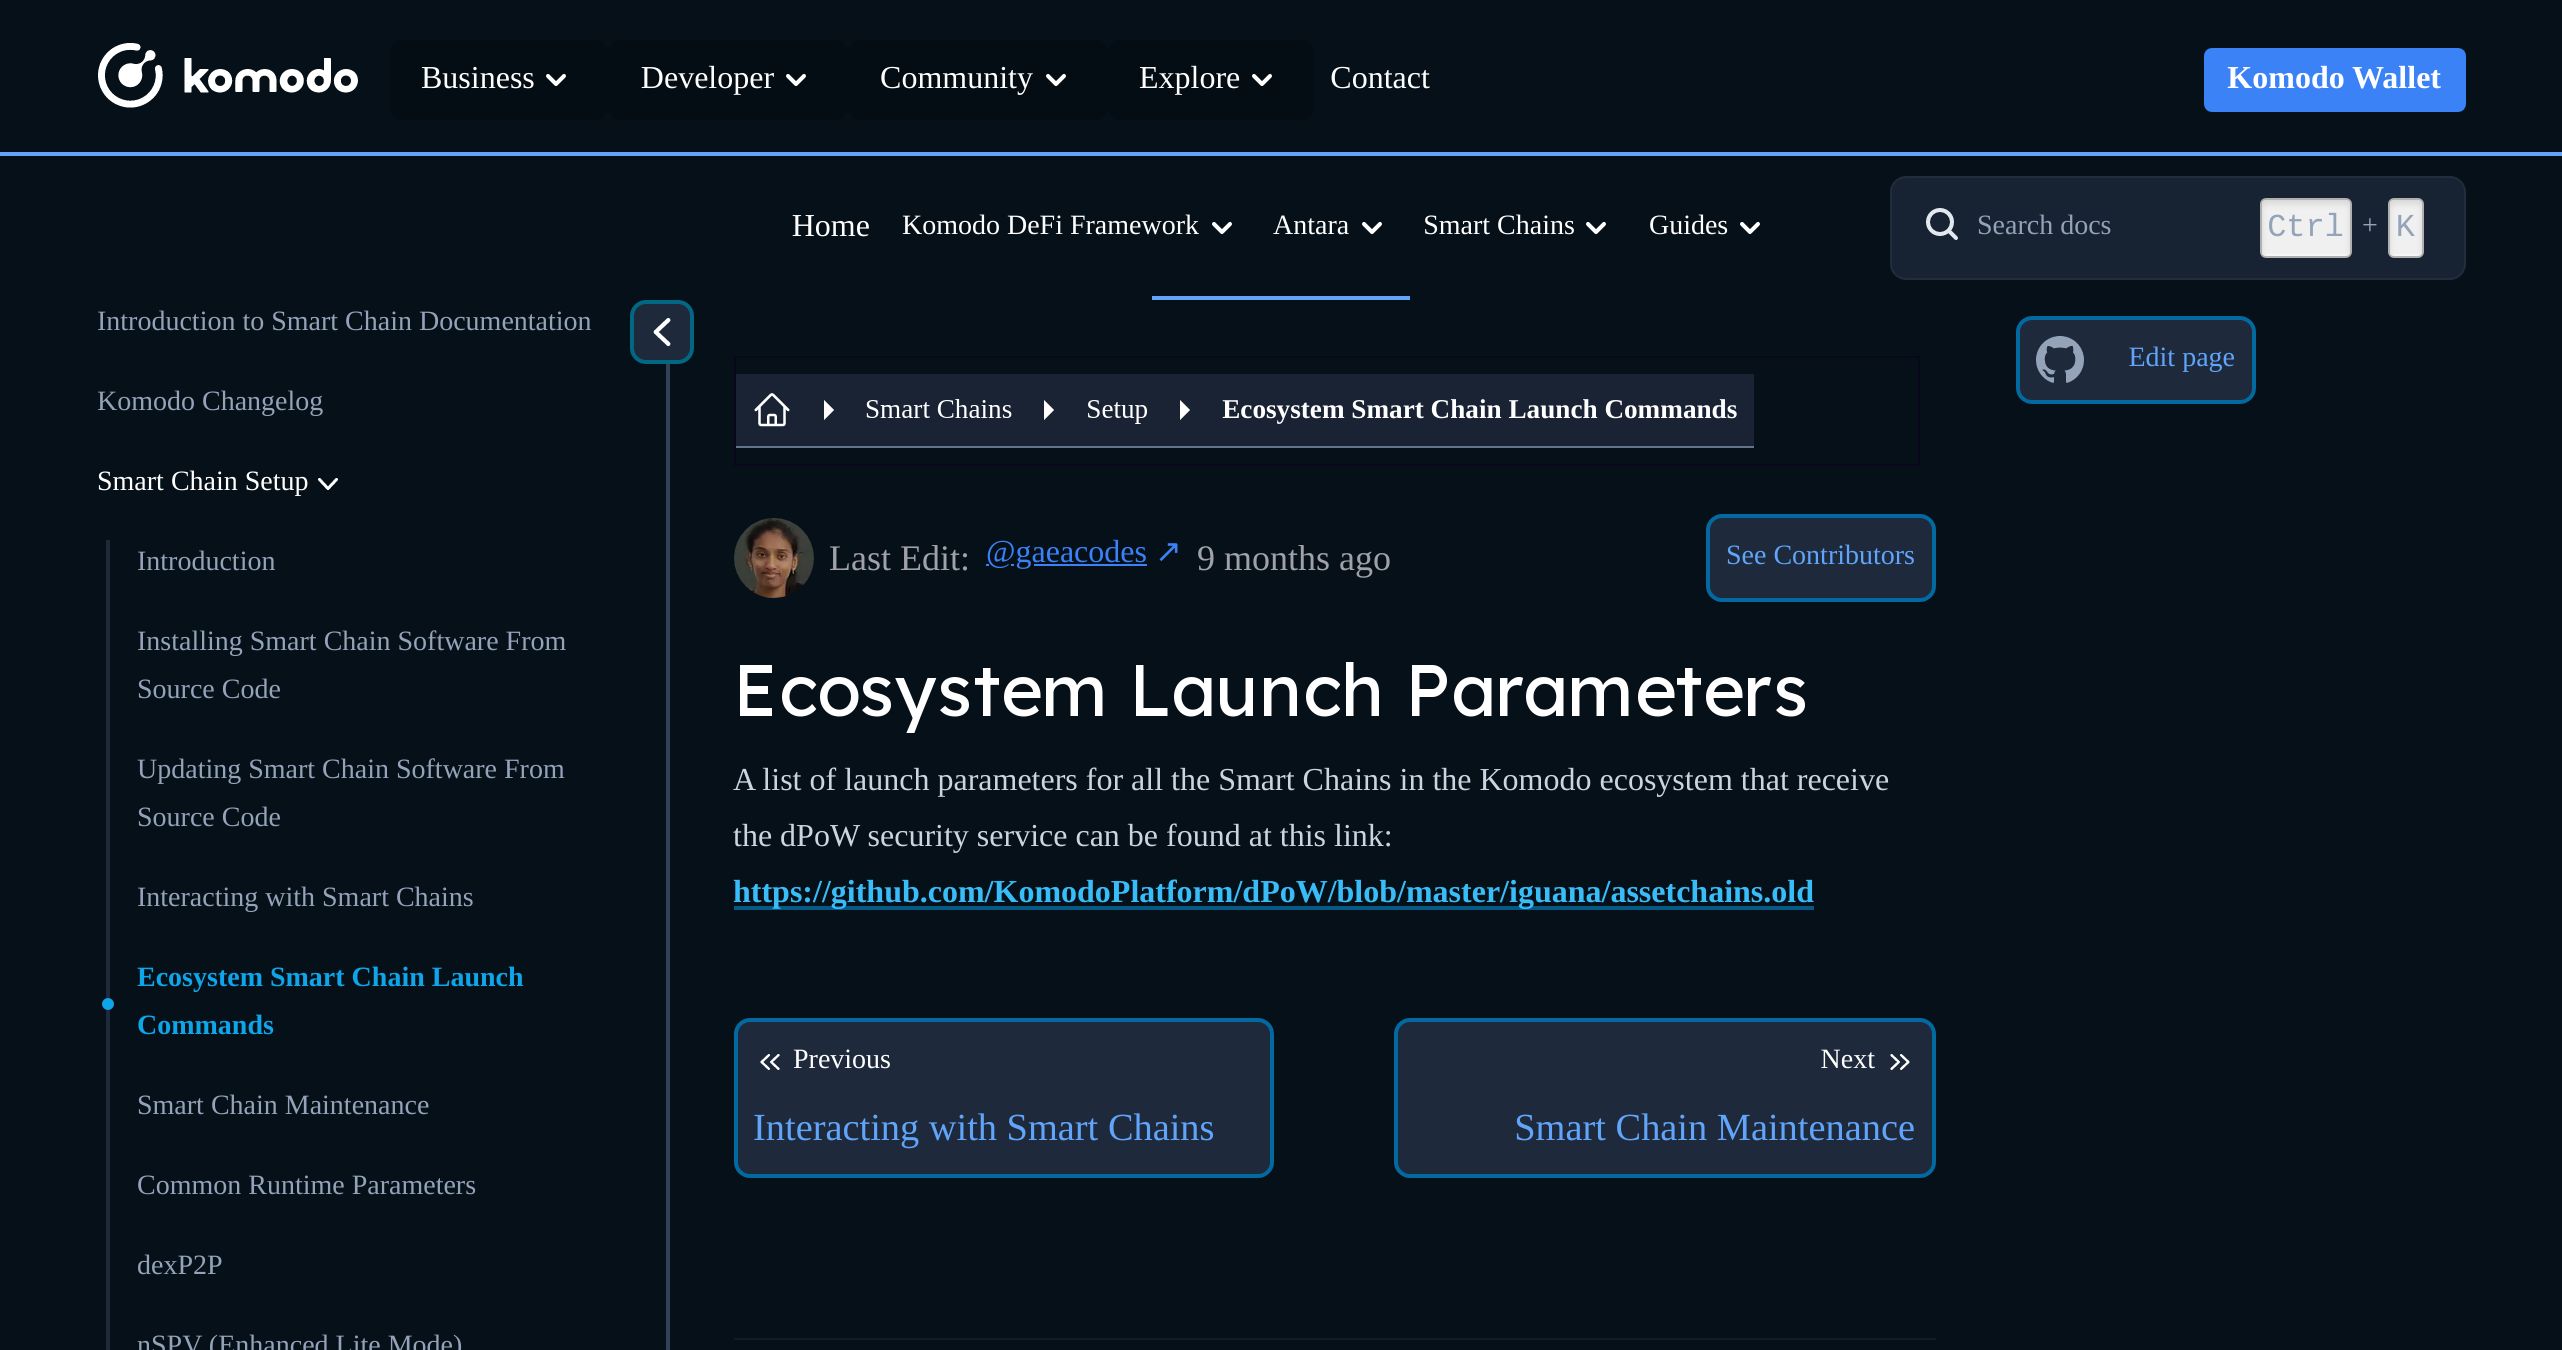 komodo
Business
Developer
Community
Explore
Contact
Komodo Wallet
Home
Komodo DeFi Framework
Antara
Smart Chains
Guides
Search docs
Ctrl + K
Introduction to Smart Chain Documentation
Komodo Changelog
Smart Chain Setup
Introduction
Installing Smart Chain Software From
Source Code
Updating Smart Chain Software From
Source Code
Interacting with Smart Chains
Ecosystem Smart Chain Launch
Commands
Smart Chain Maintenance
Common Runtime Parameters
dexP2P
nSPV (Enhanced Lite Mode)
Smart Chains
Setup
Ecosystem Smart Chain Launch Commands
Edit page
Last Edit: @gaeacodes ↗ 9 months ago
See Contributors
Ecosystem Launch Parameters
A list of launch parameters for all the Smart Chains in the Komodo ecosystem that receive
the dPoW security service can be found at this link:
https://github.com/KomodoPlatform/dPoW/blob/master/iguana/assetchains.old
Previous
Interacting with Smart Chains
Next
Smart Chain Maintenance